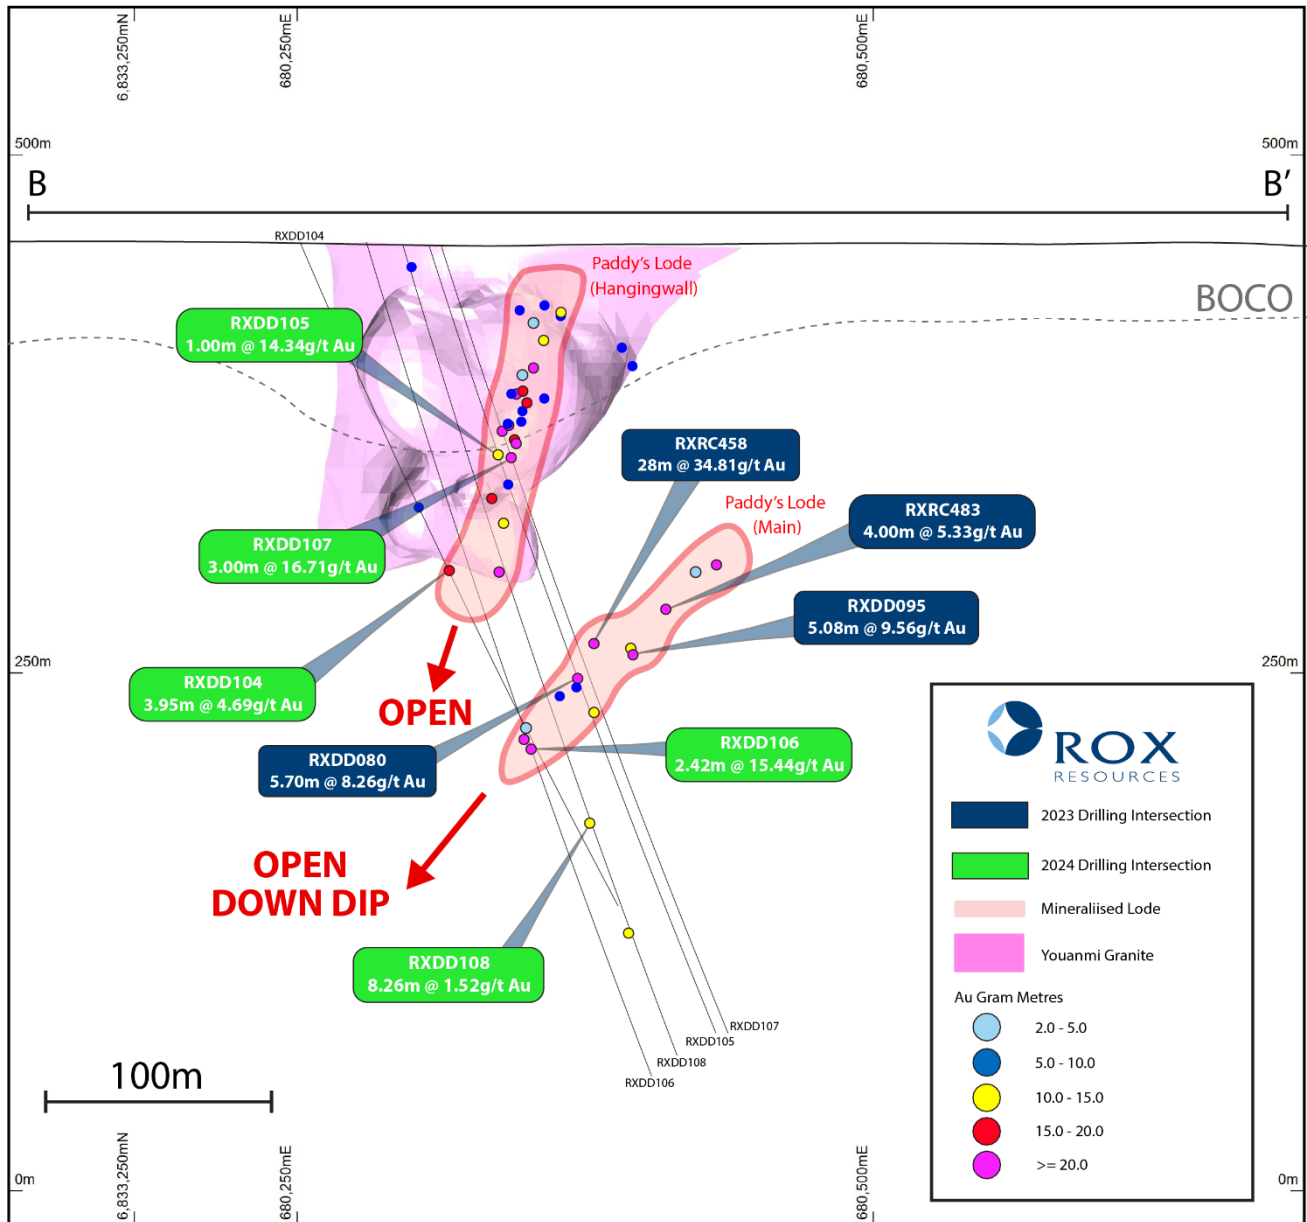 6,833,250mN
680,250mE
680,500mE
500m
500m
B
B'
RXDD104
Paddy's Lode
(Hangingwall)
BOCO
RXDD105
1.00m @ 14.34g/t Au
RXRC458
28m @ 34.81g/t Au
Paddy's Lode
(Main)
RXRC483
4.00m @ 5.33g/t Au
RXDD107
3.00m @ 16.71g/t Au
RXDD095
5.08m @ 9.56g/t Au
250m
250m
RXDD104
3.95m @ 4.69g/t Au
OPEN
RXDD080
5.70m @ 8.26g/t Au
RXDD106
2.42m @ 15.44g/t Au
OPEN
DOWN DIP
RXDD108
8.26m @ 1.52g/t Au
RXDD107
RXDD105
RXDD108
RXDD106
100m
ROX
RESOURCES
2023 Drilling Intersection
2024 Drilling Intersection
Mineraliised Lode
Youanmi Granite
Au Gram Metres
2.0 - 5.0
5.0 - 10.0
10.0 - 15.0
15.0 - 20.0
>= 20.0
0m
0m
6,833,250mN
680,250mE
680,500mE